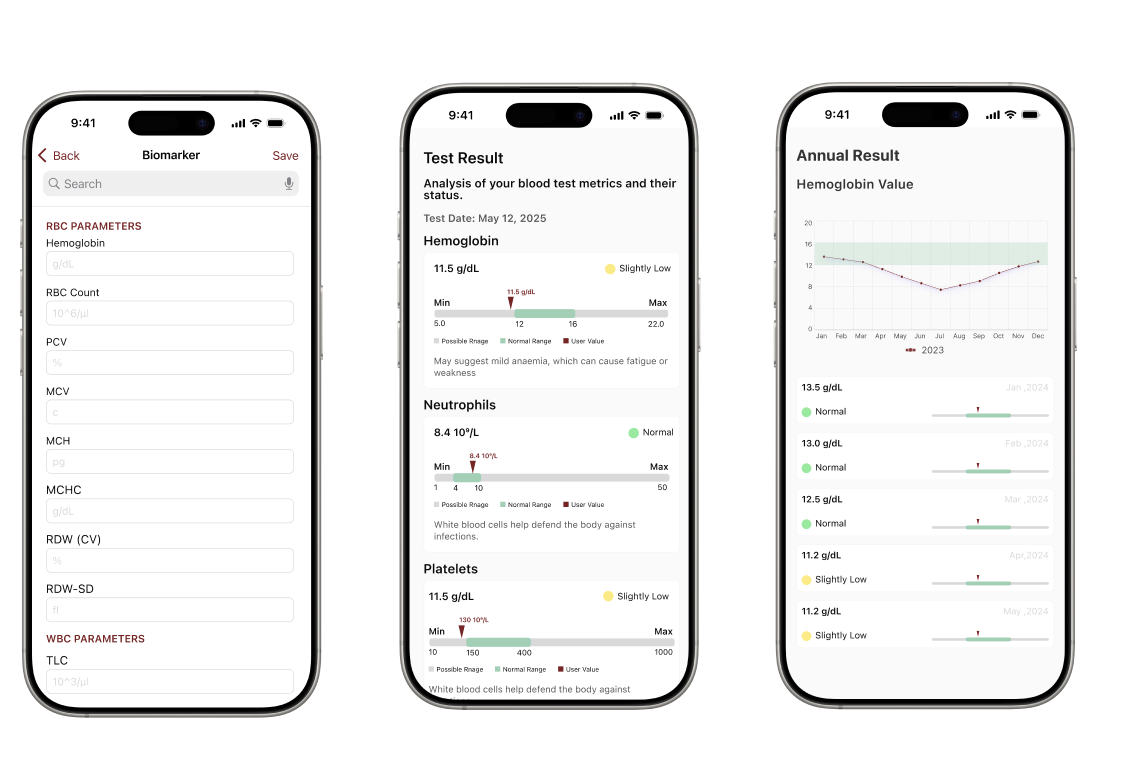 9:41
Back
Biomarker
Save
Search
RBC PARAMETERS
Hemoglobin
g/dL
RBC Count
10^6/µl
PCV
%
MCV
c
MCH
pg
MCHC
g/dL
RDW (CV)
%
RDW-SD
fl
WBC PARAMETERS
TLC
10^3/µl
9:41
Test Result
Analysis of your blood test metrics and their
status.
Test Date: May 12, 2025
Hemoglobin
11.5 g/dL
Slightly Low
11.5 g/dL
Min
Max
5.0
12
16
22.0
Possible Rnage
Normal Range
User Value
May suggest mild anaemia, which can cause fatigue or
weakness
Neutrophils
8.4 10⁹/L
Normal
8.4 10⁹/L
Min
Max
1
4
10
50
Possible Rnage
Normal Range
User Value
White blood cells help defend the body against
infections.
Platelets
11.5 g/dL
Slightly Low
130 10⁹/L
Min
Max
10
150
400
1000
Possible Rnage
Normal Range
User Value
White blood cells help defend the body against
9:41
Annual Result
Hemoglobin Value
20
16
12
8
4
0
Jan
Feb
Mar
Apr
May
Jun
Jul
Aug
Sep
Oct
Nov
Dec
2023
13.5 g/dL
Jan ,2024
Normal
13.0 g/dL
Feb ,2024
Normal
12.5 g/dL
Mar ,2024
Normal
11.2 g/dL
Apr,2024
Slightly Low
11.2 g/dL
May ,2024
Slightly Low